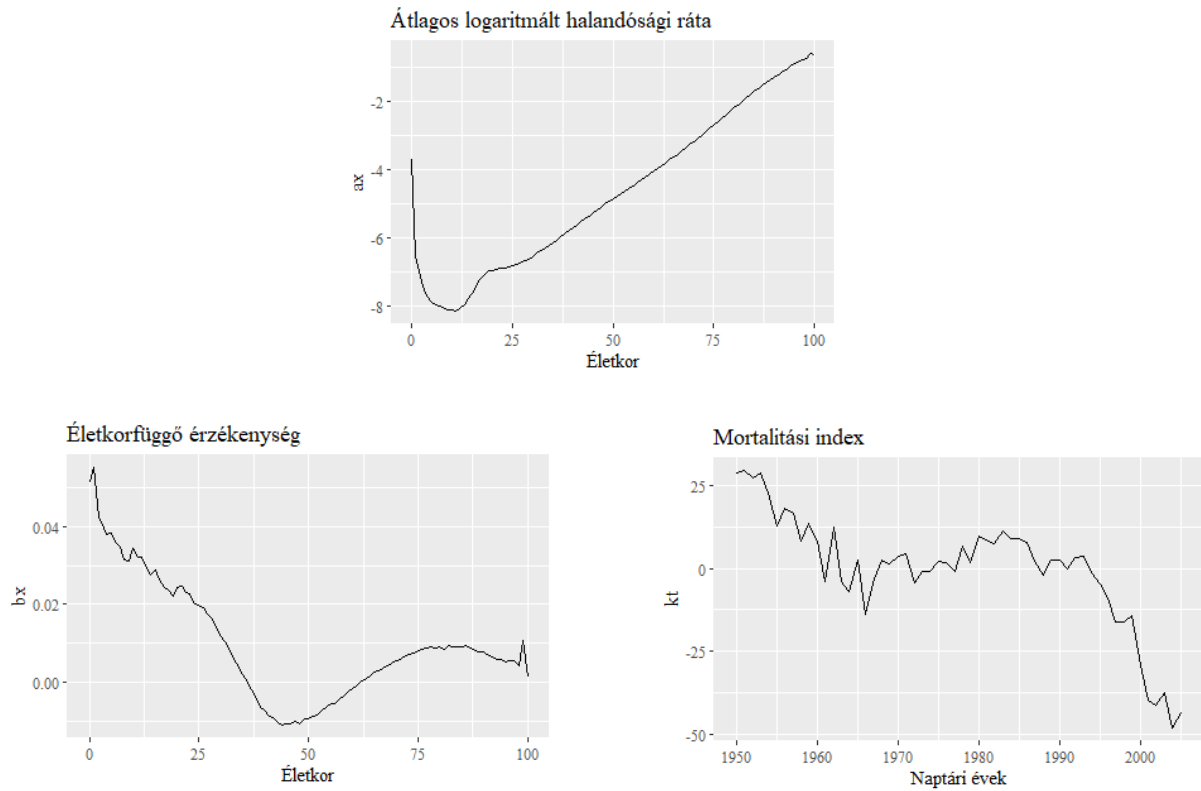 Átlagos logaritmált halandósági ráta
ax
-2
-4
-6
-8
0 25 50 75 100
Életkor
Életkorfüggő érzékenység
bx
0.04
0.02
0.00
0 25 50 75 100
Életkor
Mortalitási index
kt
25
0
-25
-50
1950 1960 1970 1980 1990 2000
Naptári évek